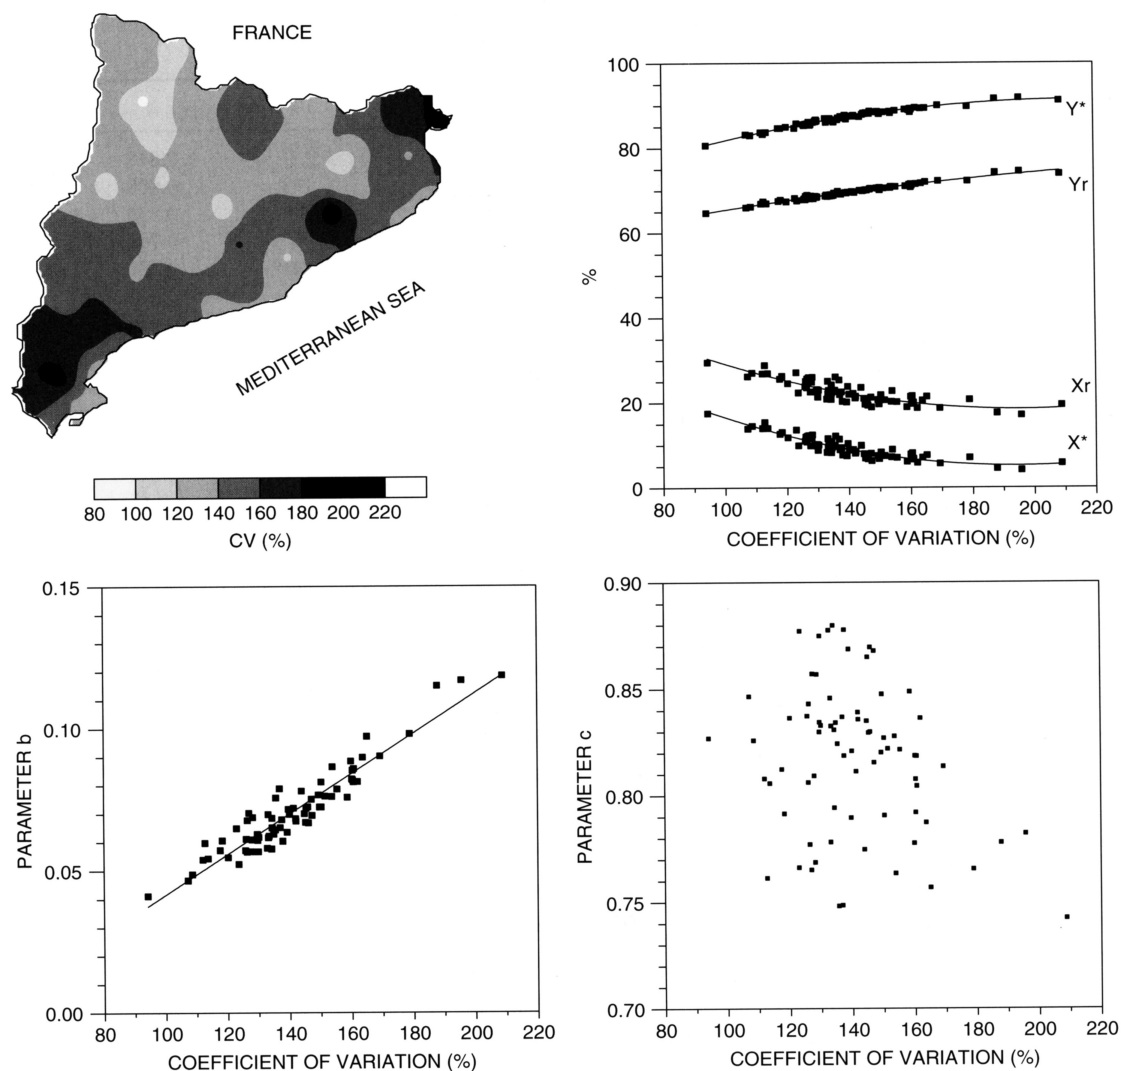 FRANCE
MEDITERRANEAN SEA
80 100 120 140 160 180 200 220
CV (%)
100
80
60
40
20
0
%
Y*
Yr
Xr
X*
80 100 120 140 160 180 200 220
COEFFICIENT OF VARIATION (%)
0.15
0.10
0.05
0.00
PARAMETER b
80 100 120 140 160 180 200 220
COEFFICIENT OF VARIATION (%)
0.90
0.85
0.80
0.75
0.70
PARAMETER c
80 100 120 140 160 180 200 220
COEFFICIENT OF VARIATION (%)